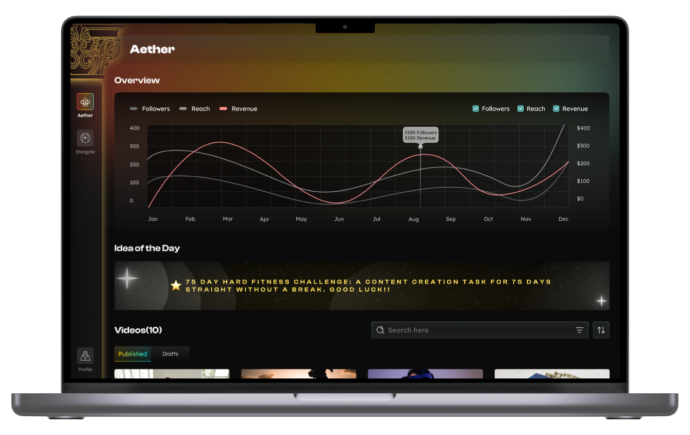 Aether
Overview
Followers Reach Revenue
Followers Reach Revenue
400 $400
300 $300
200 $200
100 $100
0 $0
310K Followers
310K Revenue
Jan Feb Mar Apr May Jun Jul Aug Sep Oct Nov Dec
Aether
Stargate
Idea of the Day
75 DAY HARD FITNESS CHALLENGE: A CONTENT CREATION TASK FOR 75 DAYS
STRAIGHT WITHOUT A BREAK. GOOD LUCK!!
Videos(10)
Search here
Published Drafts
Profile